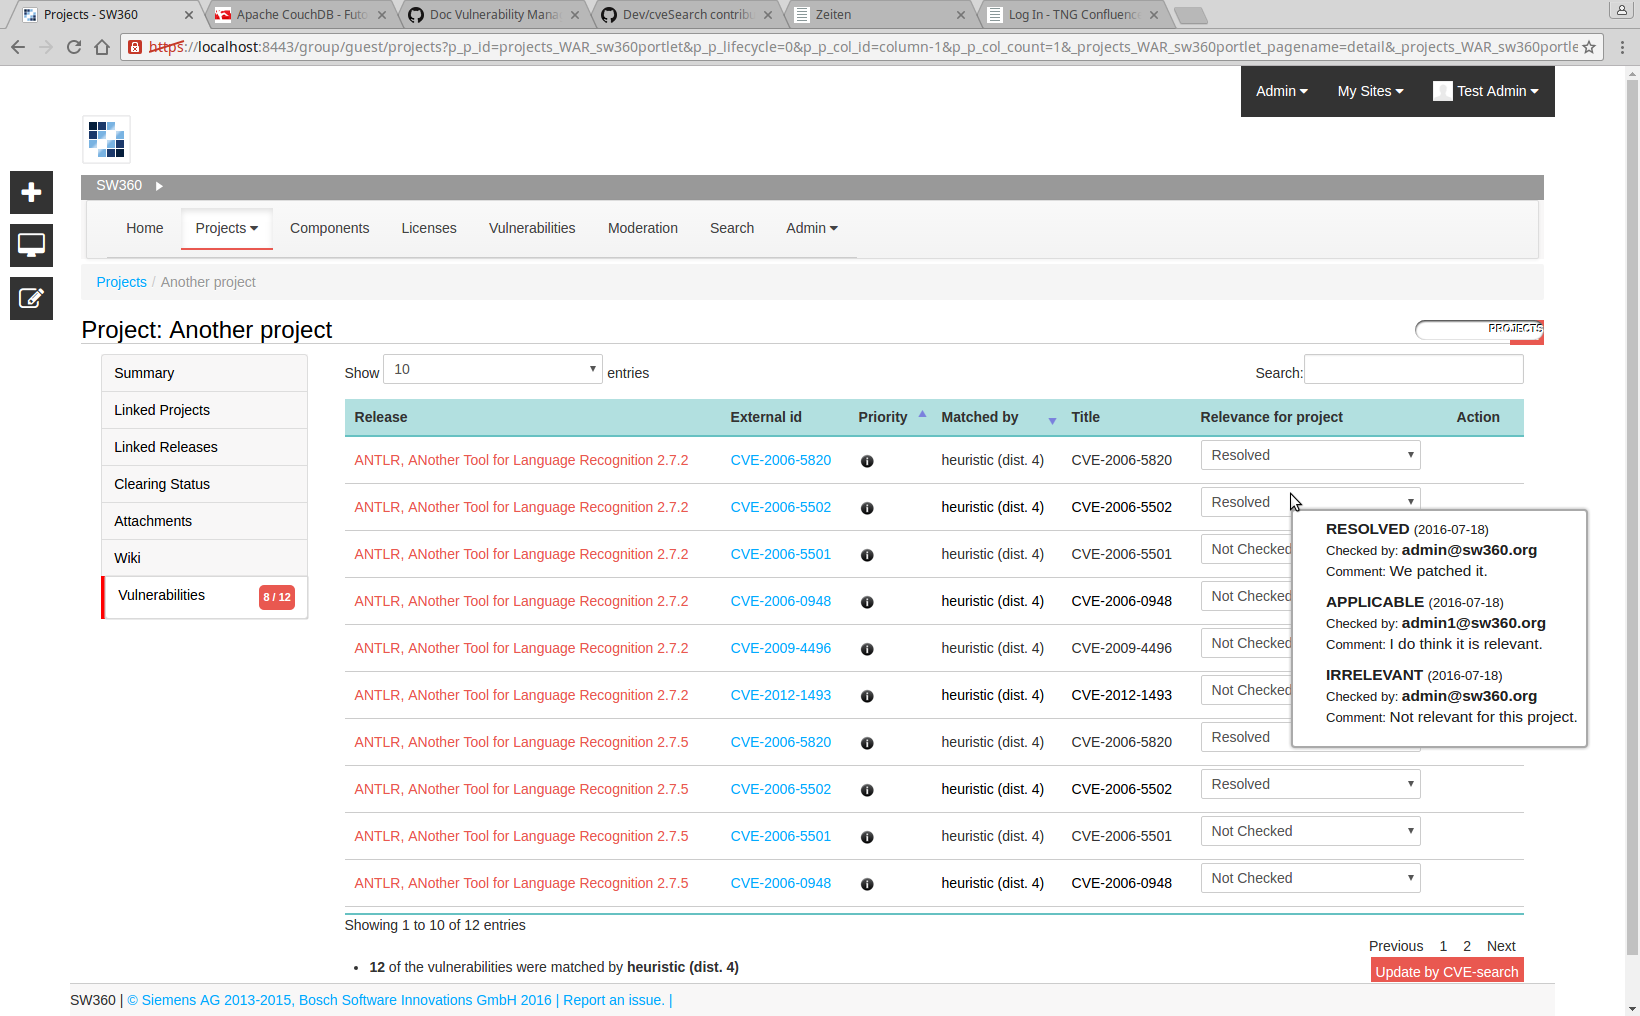 Projects - SW360
Apache CouchDB - Futo
Doc Vulnerability Mana
Dev/cveSearch contrib
Zeiten
Log In - TNG Confluenc
https://localhost:8443/group/guest/projects?p_p_id=projects_WAR_sw360portlet&p_p_lifecycle=0&p_p_col_id=column-1&p_p_col_count=1&_projects_WAR_sw360portlet_pagename=detail&_projects_WAR_sw360portle
Admin My Sites Test Admin
SW360
Home Projects Components Licenses Vulnerabilities Moderation Search Admin
Projects / Another project
Project: Another project
PROJECTS
Summary
Linked Projects
Linked Releases
Clearing Status
Attachments
Wiki
Vulnerabilities 8 / 12
Show 10 entries
Search:
Release External id Priority Matched by Title Relevance for project Action
ANTLR, ANother Tool for Language Recognition 2.7.2 CVE-2006-5820 heuristic (dist. 4) CVE-2006-5820 Resolved
ANTLR, ANother Tool for Language Recognition 2.7.2 CVE-2006-5502 heuristic (dist. 4) CVE-2006-5502 Resolved
ANTLR, ANother Tool for Language Recognition 2.7.2 CVE-2006-5501 heuristic (dist. 4) CVE-2006-5501 Not Checked
ANTLR, ANother Tool for Language Recognition 2.7.2 CVE-2006-0948 heuristic (dist. 4) CVE-2006-0948 Not Checked
ANTLR, ANother Tool for Language Recognition 2.7.2 CVE-2009-4496 heuristic (dist. 4) CVE-2009-4496 Not Checked
ANTLR, ANother Tool for Language Recognition 2.7.2 CVE-2012-1493 heuristic (dist. 4) CVE-2012-1493 Not Checked
ANTLR, ANother Tool for Language Recognition 2.7.5 CVE-2006-5820 heuristic (dist. 4) CVE-2006-5820 Resolved
ANTLR, ANother Tool for Language Recognition 2.7.5 CVE-2006-5502 heuristic (dist. 4) CVE-2006-5502 Resolved
ANTLR, ANother Tool for Language Recognition 2.7.5 CVE-2006-5501 heuristic (dist. 4) CVE-2006-5501 Not Checked
ANTLR, ANother Tool for Language Recognition 2.7.5 CVE-2006-0948 heuristic (dist. 4) CVE-2006-0948 Not Checked
RESOLVED (2016-07-18)
Checked by: admin@sw360.org
Comment: We patched it.
APPLICABLE (2016-07-18)
Checked by: admin1@sw360.org
Comment: I do think it is relevant.
IRRELEVANT (2016-07-18)
Checked by: admin@sw360.org
Comment: Not relevant for this project.
Showing 1 to 10 of 12 entries
Previous 1 2 Next
• 12 of the vulnerabilities were matched by heuristic (dist. 4)
Update by CVE-search
SW360 | © Siemens AG 2013-2015, Bosch Software Innovations GmbH 2016 | Report an issue. |